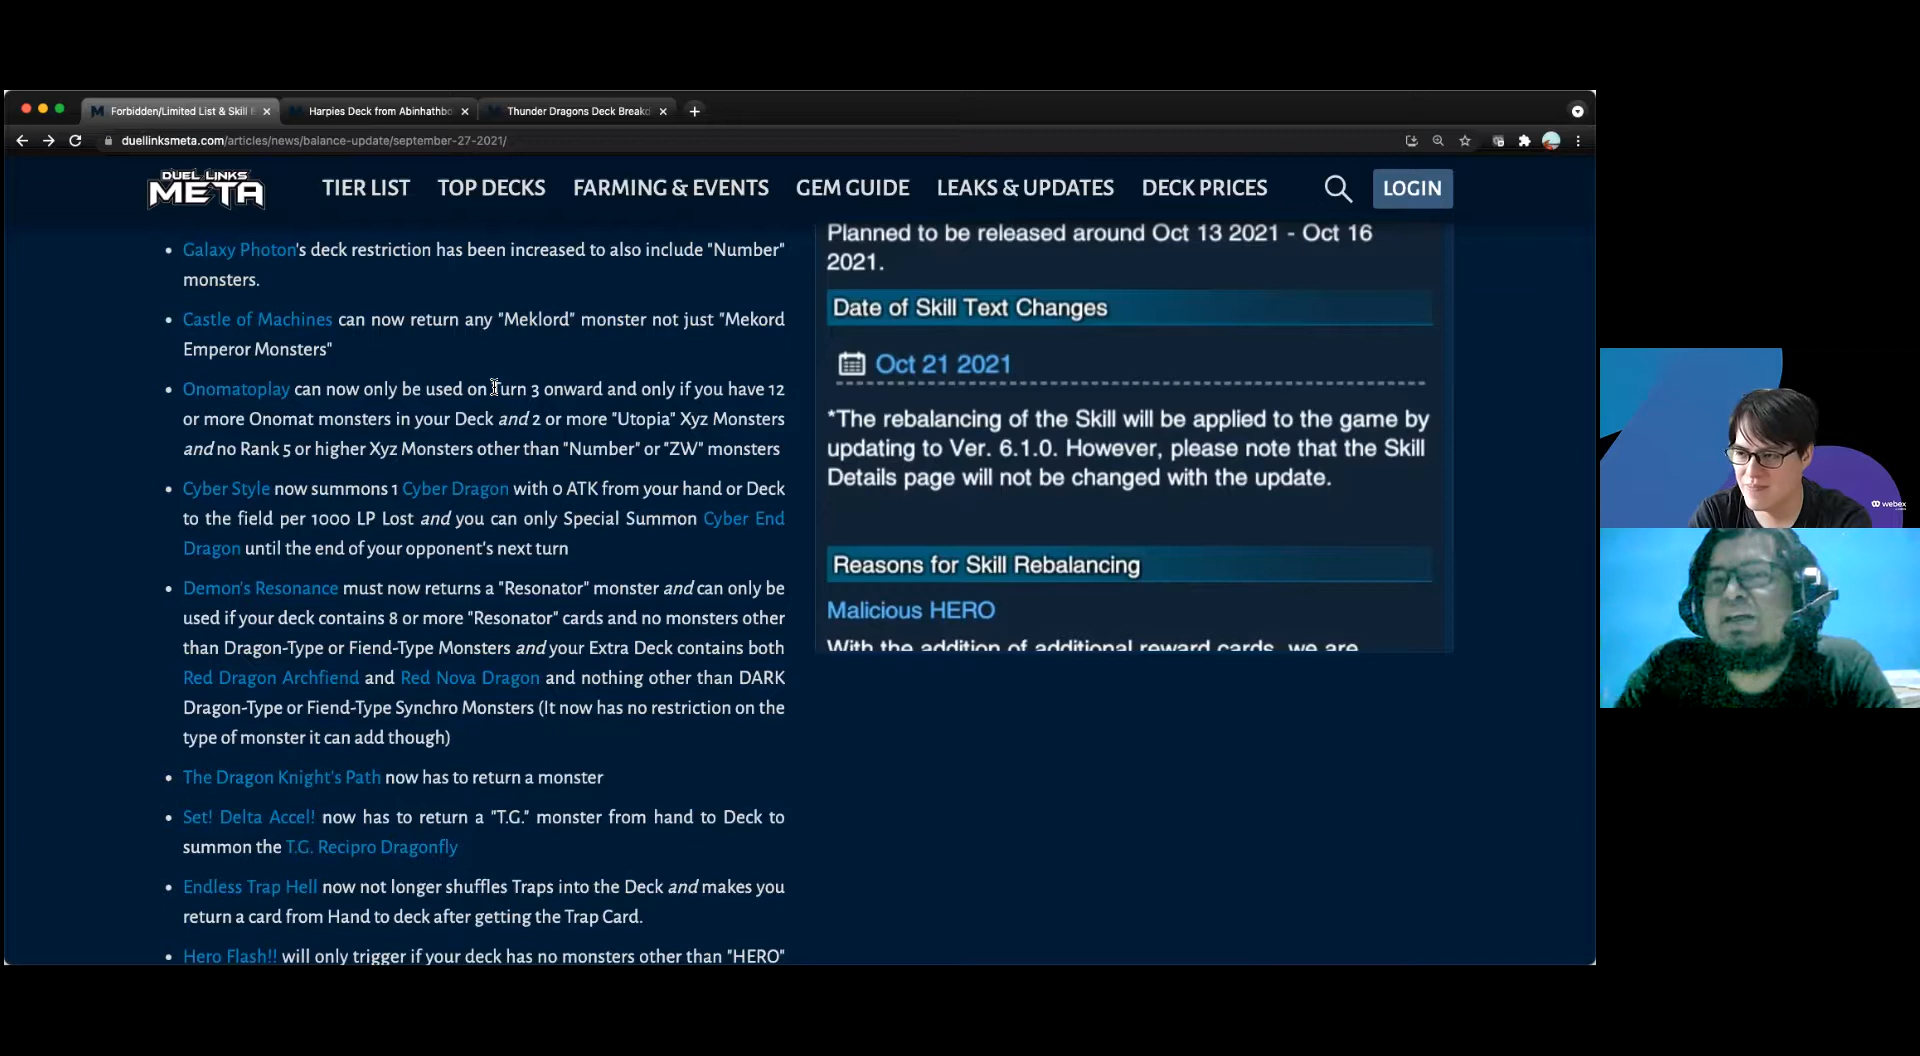 Forbidden/Limited List & Skill B
Harpies Deck from Abinhathbo
Thunder Dragons Deck Breakd
duellinksmeta.com/articles/news/balance-update/september-27-2021/
DUEL LINKS
META
TIER LIST
TOP DECKS
FARMING & EVENTS
GEM GUIDE
LEAKS & UPDATES
DECK PRICES
LOGIN
Galaxy Photon's deck restriction has been increased to also include "Number"
monsters.
Castle of Machines can now return any "Meklord" monster not just "Mekord
Emperor Monsters"
Onomatoplay can now only be used on turn 3 onward and only if you have 12
or more Onomat monsters in your Deck and 2 or more "Utopia" Xyz Monsters
and no Rank 5 or higher Xyz Monsters other than "Number" or "ZW" monsters
Cyber Style now summons 1 Cyber Dragon with 0 ATK from your hand or Deck
to the field per 1000 LP Lost and you can only Special Summon Cyber End
Dragon until the end of your opponent's next turn
Demon's Resonance must now returns a "Resonator" monster and can only be
used if your deck contains 8 or more "Resonator" cards and no monsters other
than Dragon-Type or Fiend-Type Monsters and your Extra Deck contains both
Red Dragon Archfiend and Red Nova Dragon and nothing other than DARK
Dragon-Type or Fiend-Type Synchro Monsters (It now has no restriction on the
type of monster it can add though)
The Dragon Knight's Path now has to return a monster
Set! Delta Accel! now has to return a "T.G." monster from hand to Deck to
summon the T.G. Recipro Dragonfly
Endless Trap Hell now not longer shuffles Traps into the Deck and makes you
return a card from Hand to deck after getting the Trap Card.
Hero Flash!! will only trigger if your deck has no monsters other than "HERO"
Planned to be released around Oct 13 2021 - Oct 16
2021.
Date of Skill Text Changes
Oct 21 2021
*The rebalancing of the Skill will be applied to the game by
updating to Ver. 6.1.0. However, please note that the Skill
Details page will not be changed with the update.
Reasons for Skill Rebalancing
Malicious HERO
With the addition of additional reward cards, we are
webex